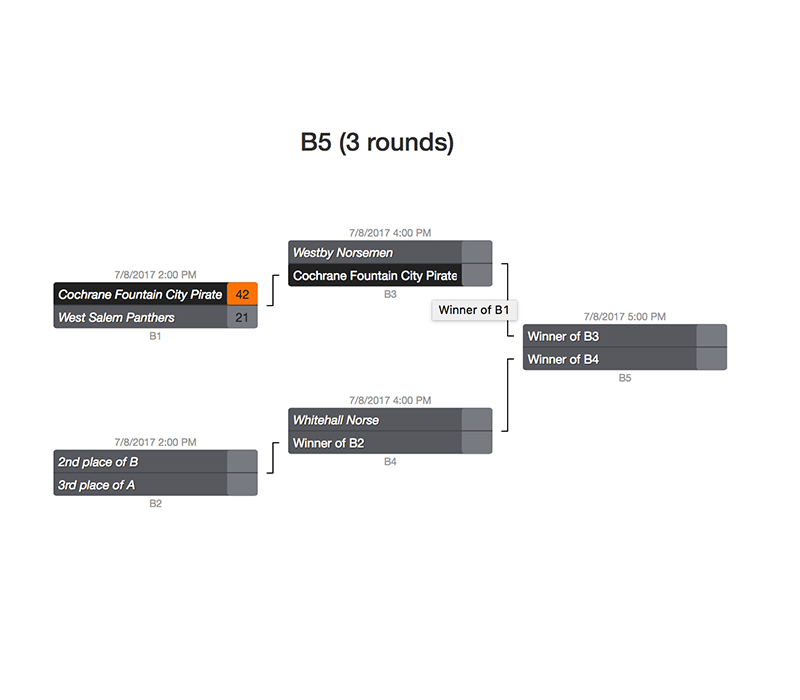 B5 (3 rounds)
7/8/2017 2:00 PM
Cochrane Fountain City Pirate 42
West Salem Panthers 21
B1
7/8/2017 2:00 PM
2nd place of B
3rd place of A
B2
7/8/2017 4:00 PM
Westby Norsemen
Cochrane Fountain City Pirate
B3
Winner of B1
7/8/2017 4:00 PM
Whitehall Norse
Winner of B2
B4
7/8/2017 5:00 PM
Winner of B3
Winner of B4
B5